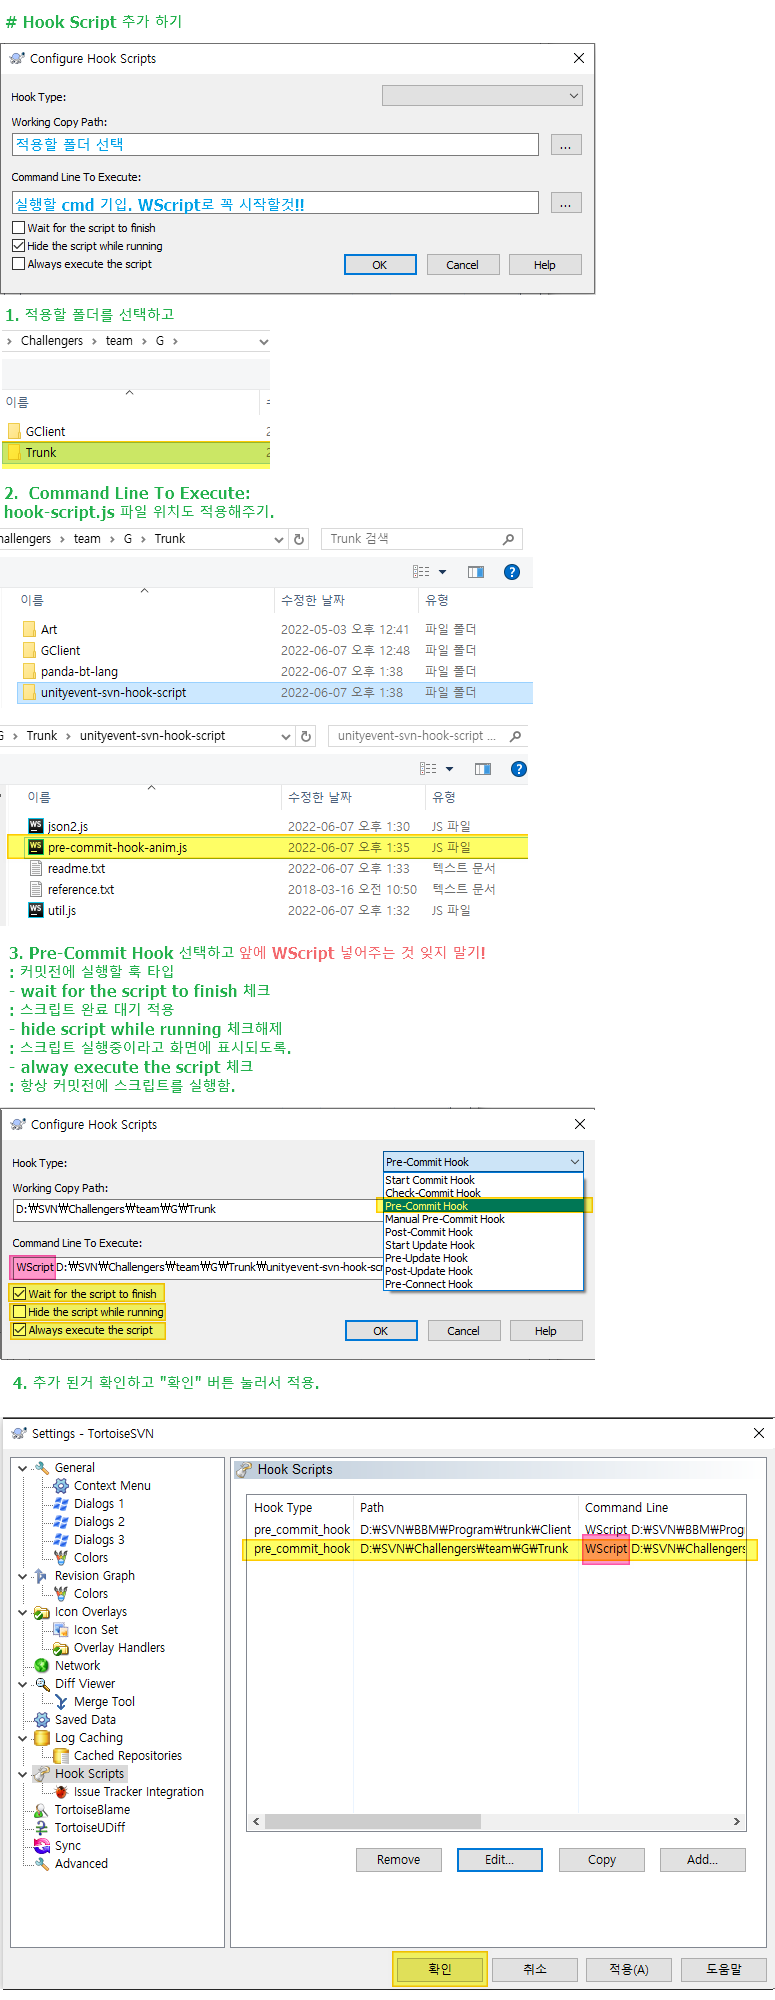 # Hook Script 추가 하기
Configure Hook Scripts
Hook Type:
Working Copy Path:
적용할 폴더 선택
...
Command Line To Execute:
실행할 cmd 기입. WScript로 꼭 시작할것!!
...
Wait for the script to finish
Hide the script while running
Always execute the script
OK Cancel Help
1. 적용할 폴더를 선택하고
Challengers team G
이름
GClient
Trunk
2. Command Line To Execute:
hook-script.js 파일 위치도 적용해주기.
hallengers team G Trunk Trunk 검색
이름 수정한 날짜 유형
Art 2022-05-03 오후 12:41 파일 폴더
GClient 2022-06-07 오후 12:48 파일 폴더
panda-bt-lang 2022-06-07 오후 1:38 파일 폴더
unityevent-svn-hook-script 2022-06-07 오후 1:38 파일 폴더
G Trunk unityevent-svn-hook-script unityevent-svn-hook-script ...
이름 수정한 날짜 유형
json2.js 2022-06-07 오후 1:30 JS 파일
pre-commit-hook-anim.js 2022-06-07 오후 1:35 JS 파일
readme.txt 2022-06-07 오후 1:33 텍스트 문서
reference.txt 2018-03-16 오전 10:50 텍스트 문서
util.js 2022-06-07 오후 1:32 JS 파일
3. Pre-Commit Hook 선택하고 앞에 WScript 넣어주는 것 잊지 말기!
: 커밋전에 실행할 훅 타입
- wait for the script to finish 체크
: 스크립트 완료 대기 적용
- hide script while running 체크해제
: 스크립트 실행중이라고 화면에 표시되도록.
- alway execute the script 체크
: 항상 커밋전에 스크립트를 실행함.
Configure Hook Scripts
Hook Type: Pre-Commit Hook
Start Commit Hook
Check-Commit Hook
Pre-Commit Hook
Manual Pre-Commit Hook
Post-Commit Hook
Start Update Hook
Pre-Update Hook
Post-Update Hook
Pre-Connect Hook
Working Copy Path:
D:₩SVN₩Challengers₩team₩G₩Trunk
Command Line To Execute:
WScript D:₩SVN₩Challengers₩team₩G₩Trunk₩unityevent-svn-hook-scr
Wait for the script to finish
Hide the script while running
Always execute the script
OK Cancel Help
4. 추가 된거 확인하고 "확인" 버튼 눌러서 적용.
Settings - TortoiseSVN
General
Context Menu
Dialogs 1
Dialogs 2
Dialogs 3
Colors
Revision Graph
Colors
Icon Overlays
Icon Set
Overlay Handlers
Network
Diff Viewer
Merge Tool
Saved Data
Log Caching
Cached Repositories
Hook Scripts
Issue Tracker Integration
TortoiseBlame
TortoiseUDiff
Sync
Advanced
Hook Scripts
Hook Type Path Command Line
pre_commit_hook D:₩SVN₩BBM₩Program₩trunk₩Client WScript D:₩SVN₩BBM₩Prog
pre_commit_hook D:₩SVN₩Challengers₩team₩G₩Trunk WScript D:₩SVN₩Challengers
Remove Edit... Copy Add...
확인 취소 적용(A) 도움말